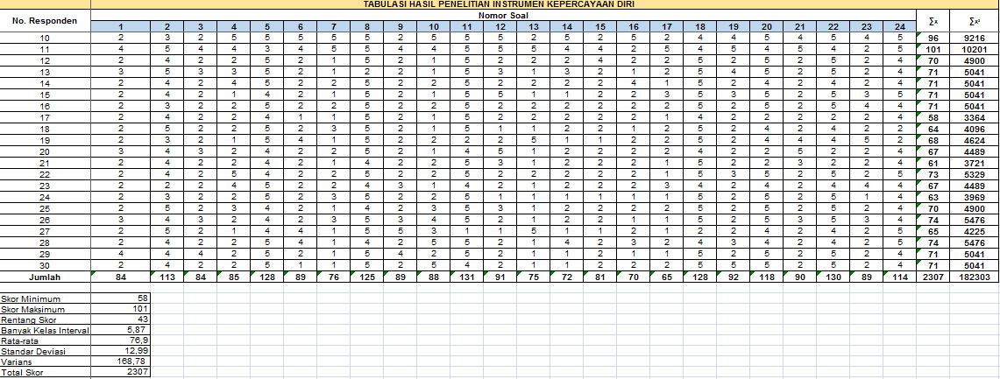 TABULASI HASIL PENELITIAN INSTRUMEN KEPERCAYAAN DIRI
No. Responden Nomor Soal ∑x ∑x²
1 2 3 4 5 6 7 8 9 10 11 12 13 14 15 16 17 18 19 20 21 22 23 24
10 2 3 2 5 5 5 5 5 2 5 5 5 2 5 2 5 2 4 4 5 4 5 4 5 96 9216
11 4 5 4 4 3 4 5 5 4 5 5 5 5 4 4 2 5 4 5 4 5 4 2 5 101 10201
12 2 4 2 2 5 2 1 5 2 1 5 2 2 2 4 2 2 5 2 5 2 5 2 4 70 4900
13 3 5 3 3 5 2 1 2 2 1 5 3 1 3 2 1 2 5 4 5 2 5 2 4 71 5041
14 2 4 2 4 5 2 2 5 2 2 5 2 2 2 2 4 1 5 2 4 2 4 2 4 71 5041
15 2 4 2 1 4 2 1 5 2 1 5 5 1 1 2 2 3 5 3 5 2 5 3 5 71 5041
16 2 3 2 2 5 2 2 5 2 2 5 2 2 2 2 2 2 5 2 5 2 5 4 4 71 5041
17 2 4 2 2 4 1 1 5 2 1 5 2 2 2 2 2 1 4 2 2 2 2 2 4 58 3364
18 2 5 2 2 5 2 3 5 2 1 5 1 1 2 2 1 2 5 2 2 2 4 2 2 64 4096
19 2 3 2 1 5 4 1 5 2 2 2 2 5 1 1 2 2 5 2 4 4 4 5 2 68 4624
20 3 4 3 2 4 2 2 5 2 1 4 5 1 2 2 2 2 4 2 2 5 2 2 4 67 4489
21 2 4 2 2 4 2 1 4 2 2 5 3 1 2 2 2 1 5 2 2 3 2 2 4 61 3721
22 2 4 2 5 4 2 2 5 2 2 5 2 2 2 2 2 1 5 3 5 2 5 2 5 73 5329
23 2 2 2 4 5 2 2 4 3 1 4 2 1 2 2 2 3 4 2 4 2 4 4 4 67 4489
24 2 3 2 2 5 2 3 5 2 2 5 1 1 1 1 1 1 5 2 5 2 5 1 4 63 3969
25 2 5 2 3 4 2 1 4 2 3 5 3 1 2 2 2 2 5 2 5 2 5 2 4 70 4900
26 3 4 3 2 4 2 3 5 3 4 5 2 1 2 2 1 1 5 2 5 3 5 3 4 74 5476
27 2 5 2 1 4 4 1 5 5 3 5 1 5 2 2 1 2 1 2 2 4 2 2 5 65 4225
28 2 4 2 2 5 4 1 4 2 5 5 2 1 4 2 3 2 4 3 4 2 4 2 5 74 5476
29 4 4 4 2 5 2 1 5 4 2 5 2 1 1 2 1 1 5 2 5 2 5 2 4 71 5041
30 2 4 2 2 5 1 1 5 2 5 4 2 1 1 2 2 2 5 5 5 2 5 2 4 71 5041
Jumlah 84 113 84 85 128 89 76 125 89 88 131 91 75 72 81 70 65 128 92 118 90 130 89 114 2307 182303
Skor Minimum 58
Skor Maksimum 101
Rentang Skor 43
Banyak Kelas Interval 5,87
Rata-rata 76,9
Standar Deviasi 12,99
Varians 168,78
Total Skor 2307